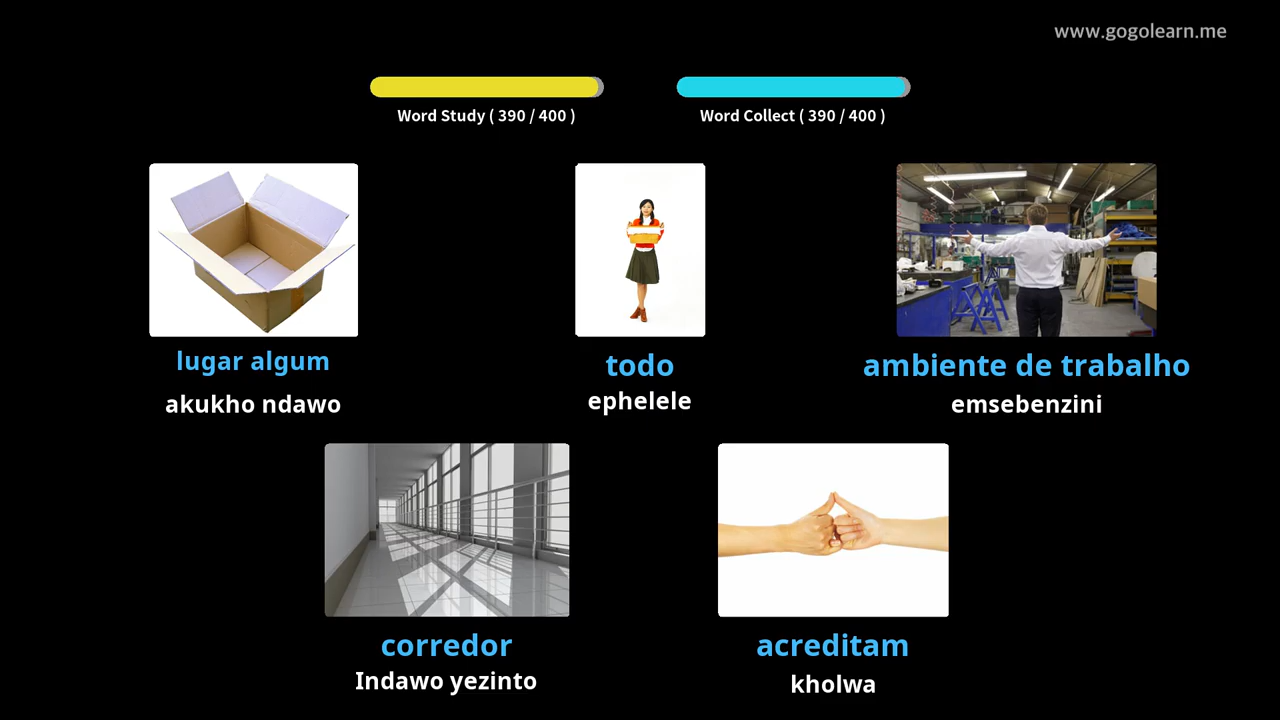 www.gogolearn.me
Word Study ( 390 / 400 )
Word Collect ( 390 / 400 )
lugar algum
akukho ndawo
todo
ephelele
ambiente de trabalho
emsebenzini
corredor
Indawo yezinto
acreditam
kholwa